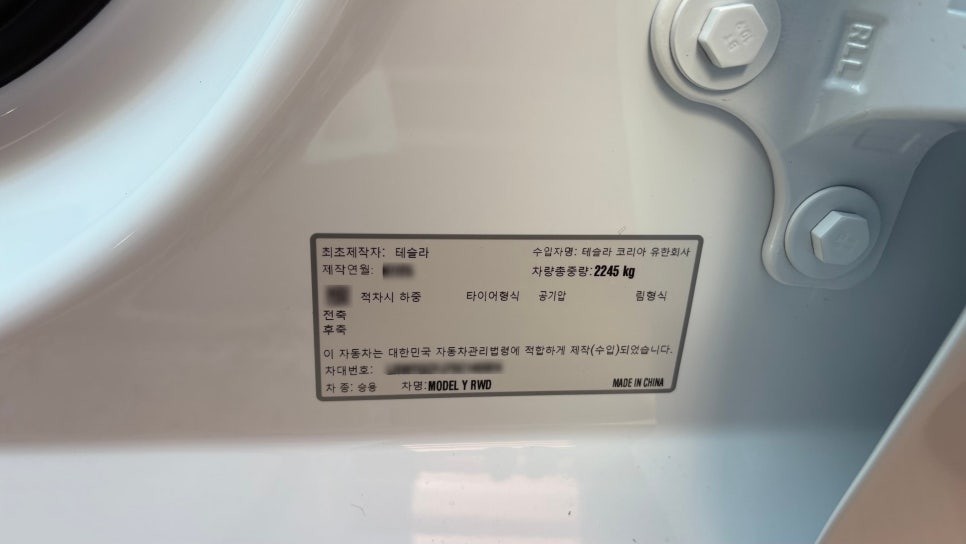 RLL
최초제작자: 테슬라 수입자명: 테슬라 코리아 유한회사
제작연월: 차량총중량: 2245 kg
적차시 하중 타이어형식 공기압 림형식
전축
후축
이 자동차는 대한민국 자동차관리법령에 적합하게 제작(수입)되었습니다.
차대번호:
차 종: 승용 차명: MODEL Y RWD MADE IN CHINA